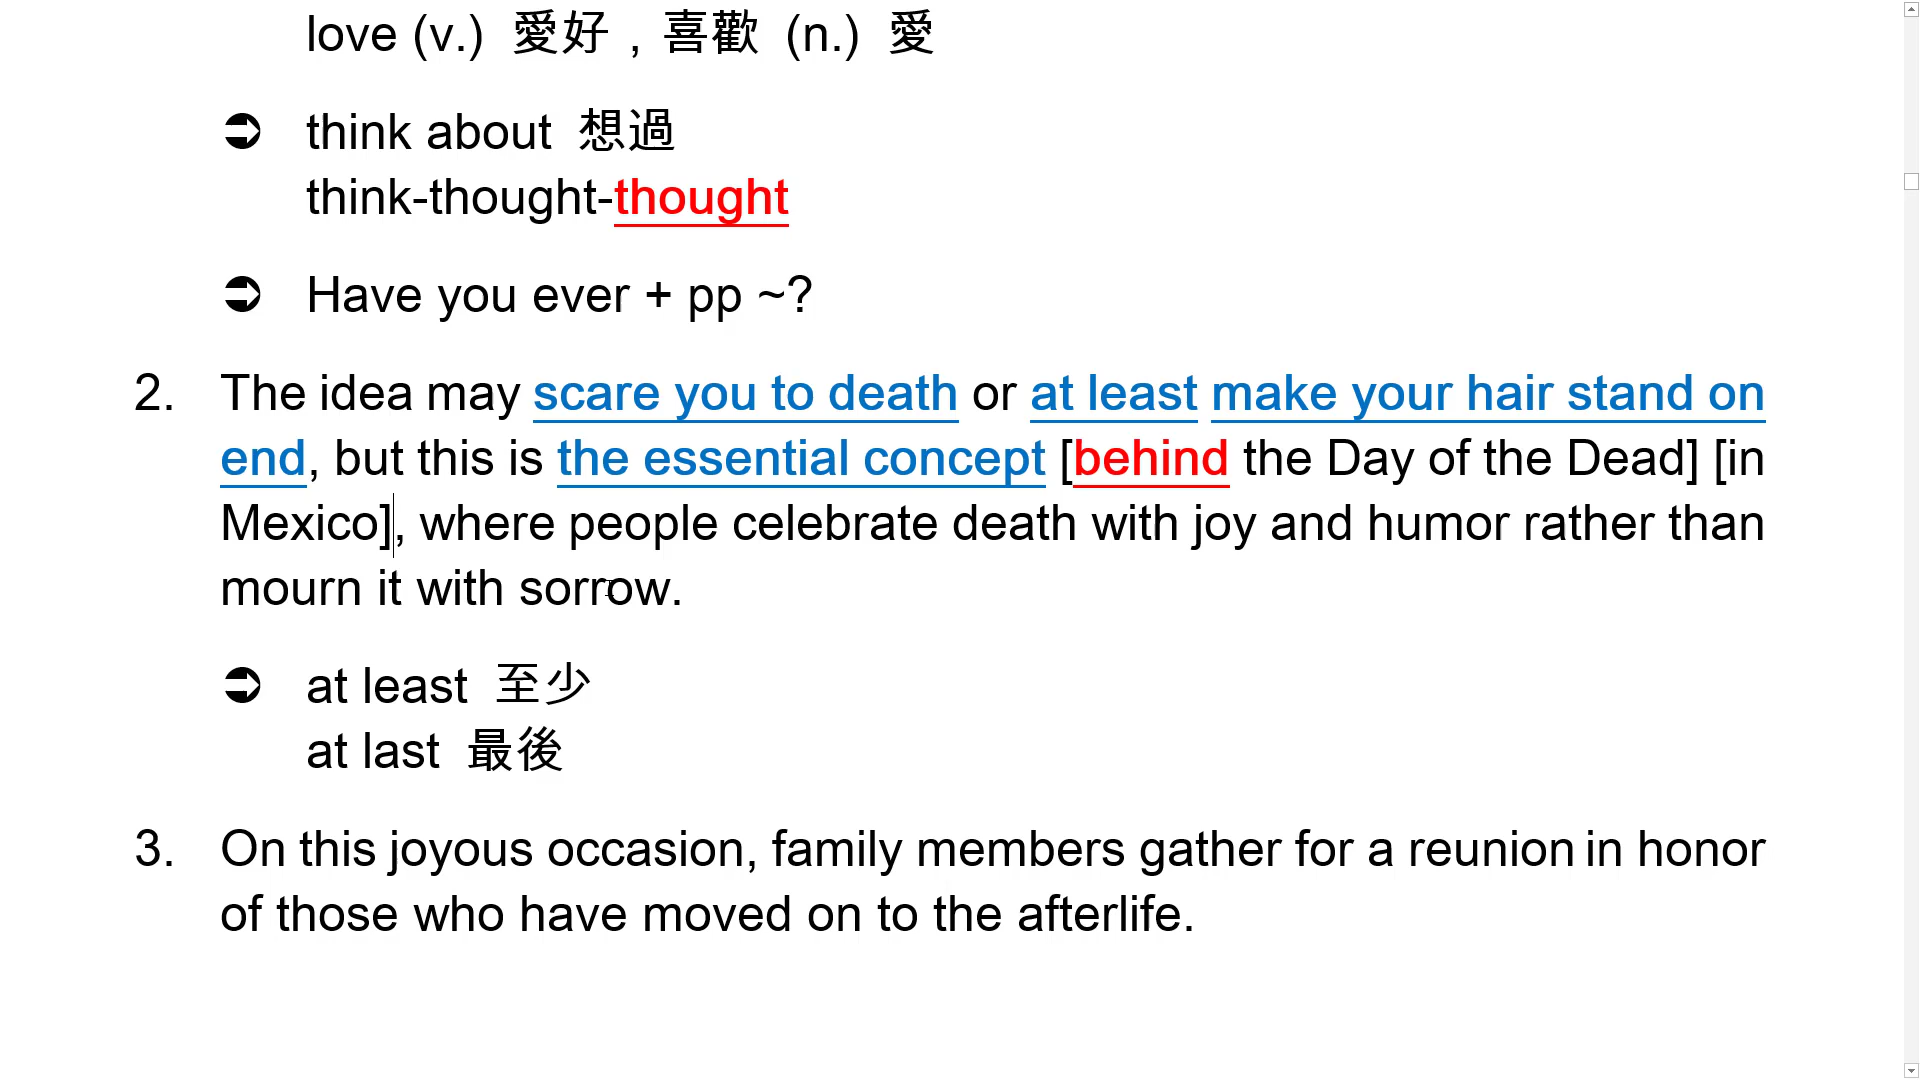 love (v.) 愛好，喜歡 (n.) 愛
➲ think about 想過
think-thought-thought
➲ Have you ever + pp ~?
2. The idea may scare you to death or at least make your hair stand on
end, but this is the essential concept [behind the Day of the Dead] [in
Mexico], where people celebrate death with joy and humor rather than
mourn it with sorrow.
➲ at least 至少
at last 最後
3. On this joyous occasion, family members gather for a reunion in honor
of those who have moved on to the afterlife.